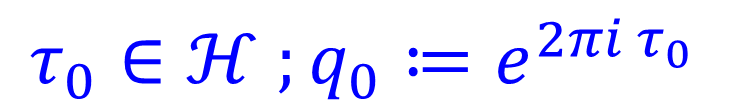 τ₀ ∈ ℋ ; q₀ ≔ e^{2πi τ₀}